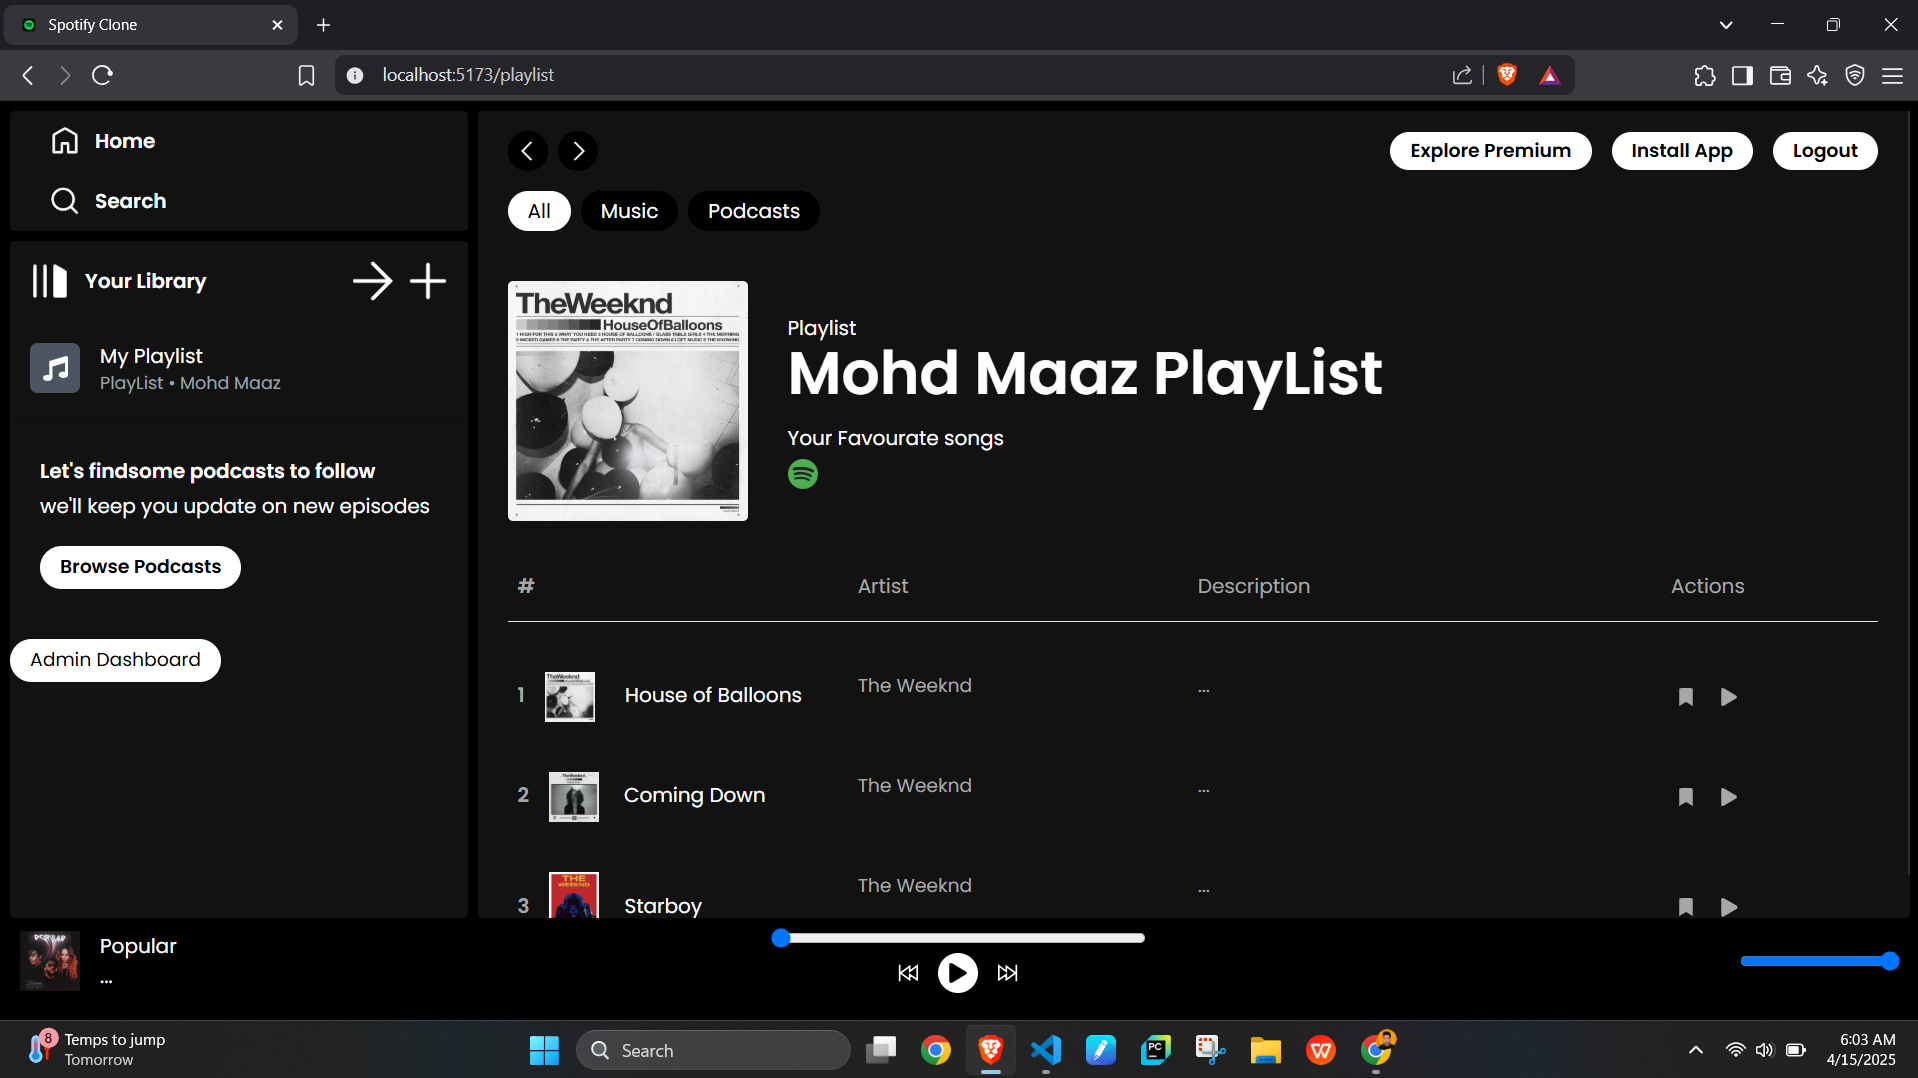 Spotify Clone
localhost:5173/playlist
Home
Search
Your Library
My Playlist
PlayList • Mohd Maaz
Let's findsome podcasts to follow
we'll keep you update on new episodes
Browse Podcasts
Admin Dashboard
Explore Premium
Install App
Logout
All
Music
Podcasts
TheWeeknd
HouseOfBalloons
Playlist
Mohd Maaz PlayList
Your Favourate songs
# Artist Description Actions
1 House of Balloons The Weeknd ...
2 Coming Down The Weeknd ...
3 Starboy The Weeknd ...
THE
WEEKND
Popular
...
8
Temps to jump
Tomorrow
Search
PC
W
6:03 AM
4/15/2025